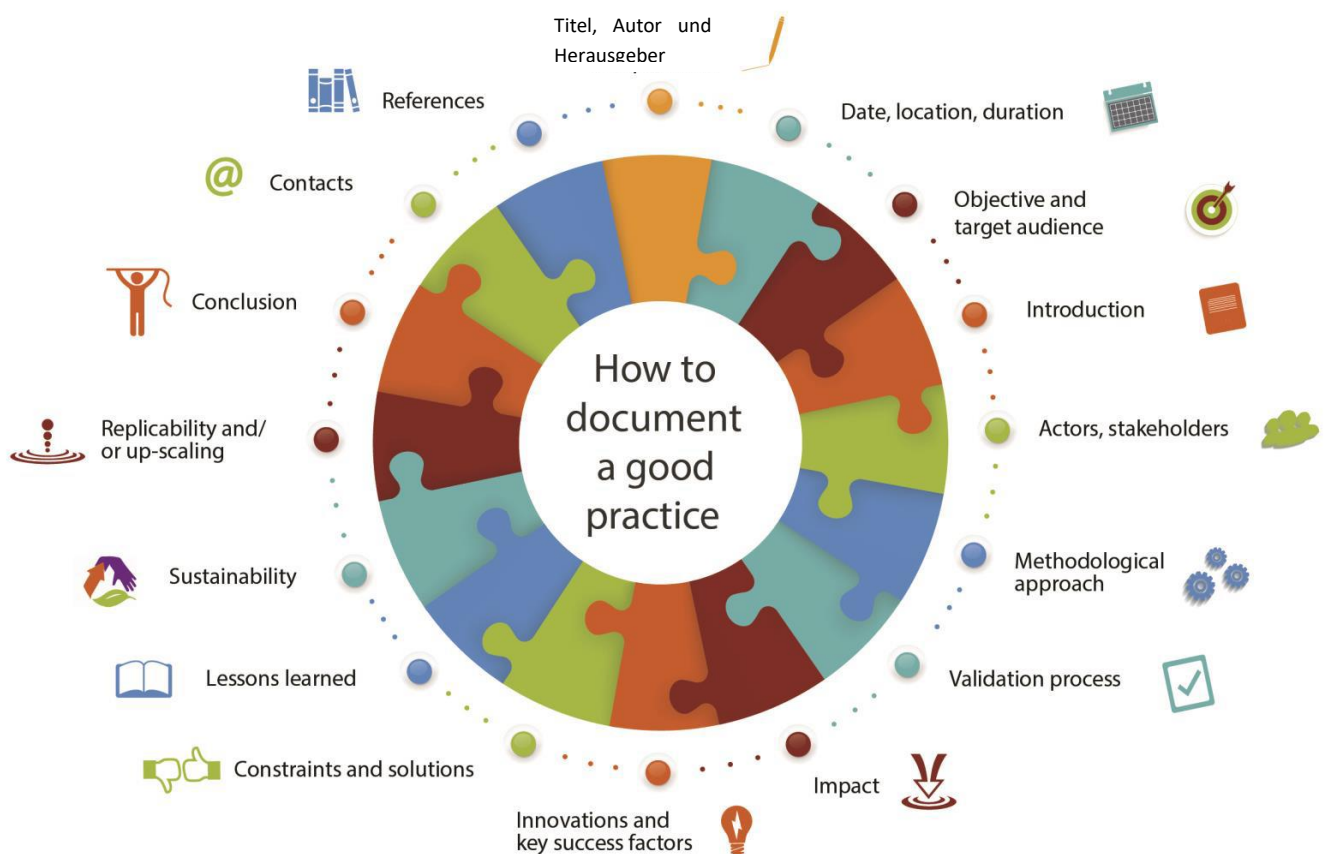 Titel, Autor und
Herausgeber
Date, location, duration
Objective and
target audience
Introduction
Actors, stakeholders
Methodological
approach
Validation process
Impact
Innovations and
key success factors
Constraints and solutions
Lessons learned
Sustainability
Replicability and/
or up-scaling
Conclusion
@
Contacts
References
How to
document
a good
practice